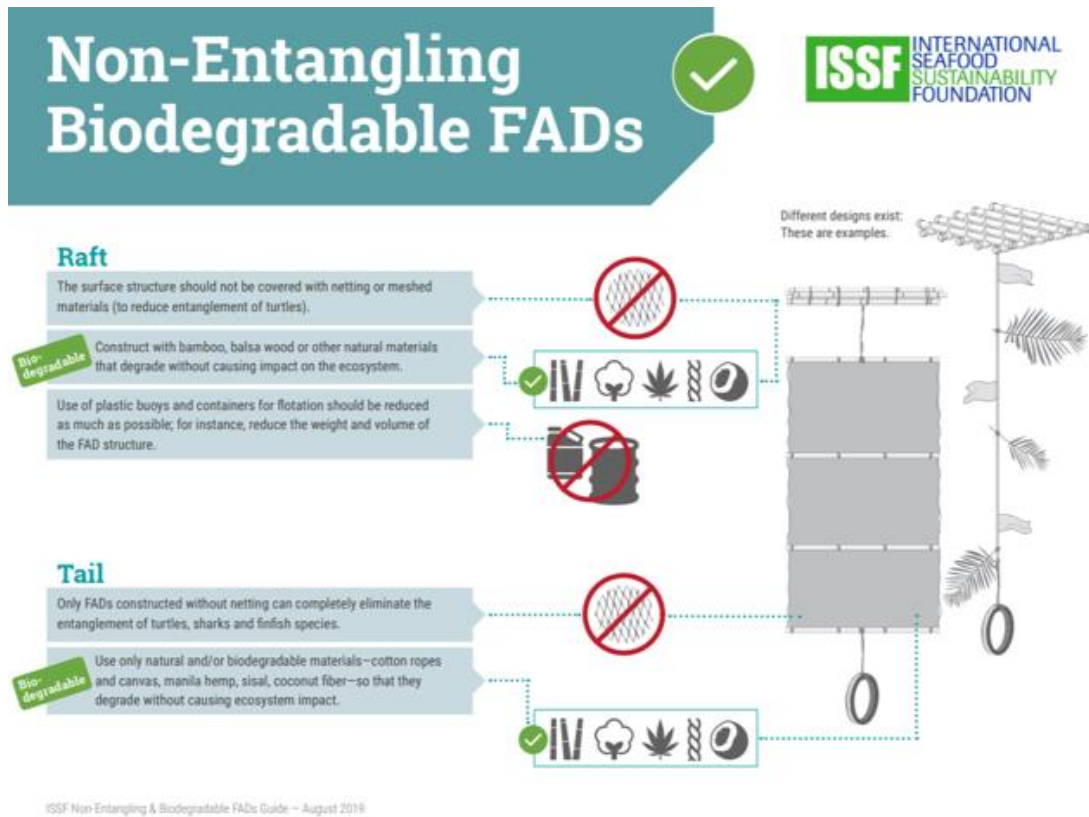 Non-Entangling
Biodegradable FADs
ISSF
INTERNATIONAL
SEAFOOD
SUSTAINABILITY
FOUNDATION
Different designs exist:
These are examples.
Raft
The surface structure should not be covered with netting or meshed
materials (to reduce entanglement of turtles).
Bio-
degradable
Construct with bamboo, balsa wood or other natural materials
that degrade without causing impact on the ecosystem.
Use of plastic buoys and containers for flotation should be reduced
as much as possible; for instance, reduce the weight and volume of
the FAD structure.
Tail
Only FADs constructed without netting can completely eliminate the
entanglement of turtles, sharks and finfish species.
Bio-
degradable
Use only natural and/or biodegradable materials—cotton ropes
and canvas, manila hemp, sisal, coconut fiber—so that they
degrade without causing ecosystem impact.
ISSF Non-Entangling & Biodegradable FADs Guide — August 2019